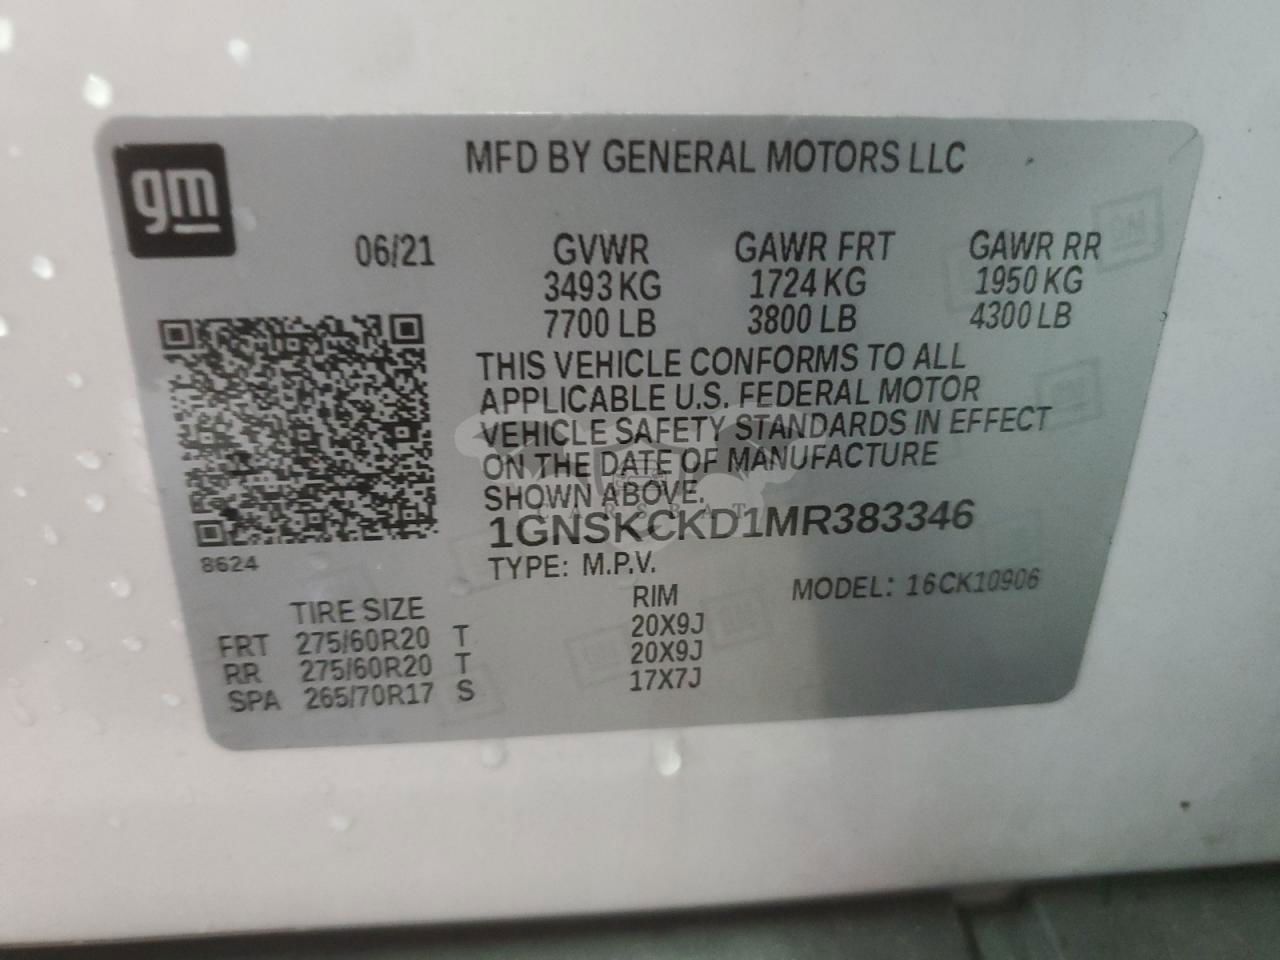 gm
MFD BY GENERAL MOTORS LLC
06/21 GVWR GAWR FRT GAWR RR
3493 KG 1724 KG 1950 KG
7700 LB 3800 LB 4300 LB
THIS VEHICLE CONFORMS TO ALL
APPLICABLE U.S. FEDERAL MOTOR
VEHICLE SAFETY STANDARDS IN EFFECT
ON THE DATE OF MANUFACTURE
SHOWN ABOVE.
1GNSKCKD1MR383346
8624
TYPE: M.P.V.
MODEL: 16CK10906
TIRE SIZE RIM
FRT 275/60R20 T 20X9J
RR 275/60R20 T 20X9J
SPA 265/70R17 S 17X7J